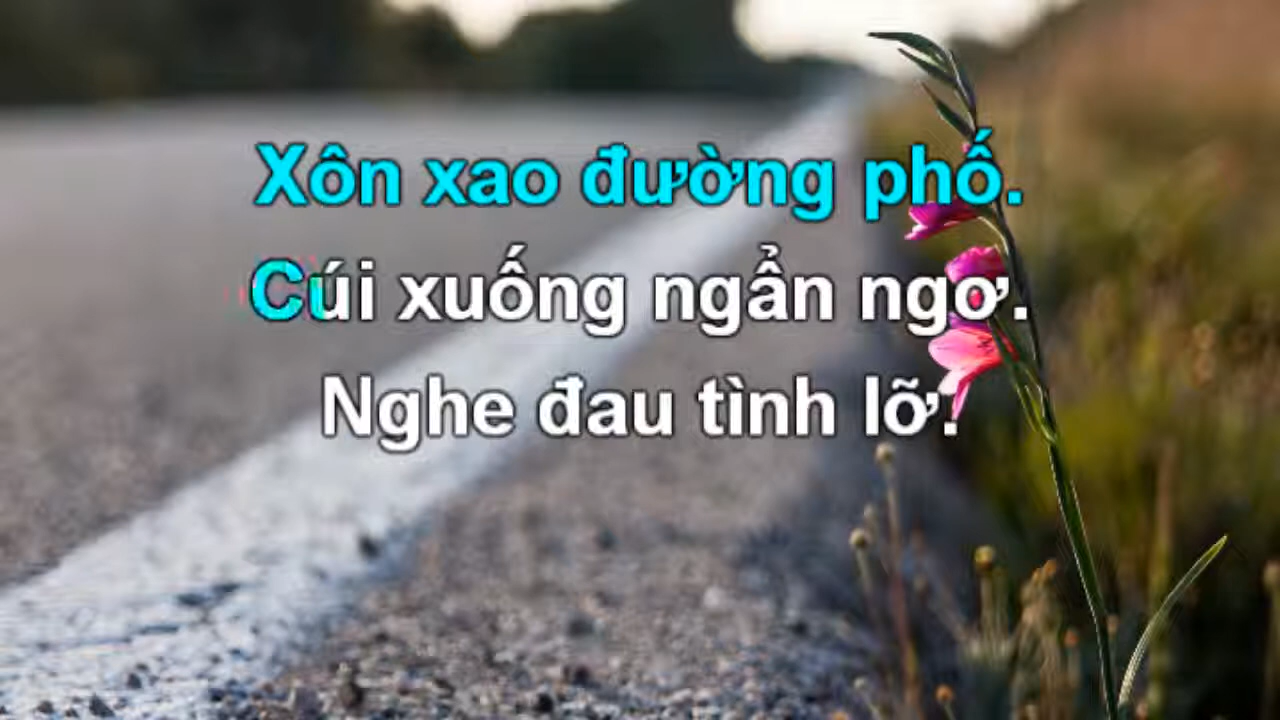 Xôn xao đường phố.
Cúi xuống ngẩn ngơ.
Nghe đau tình lỡ.